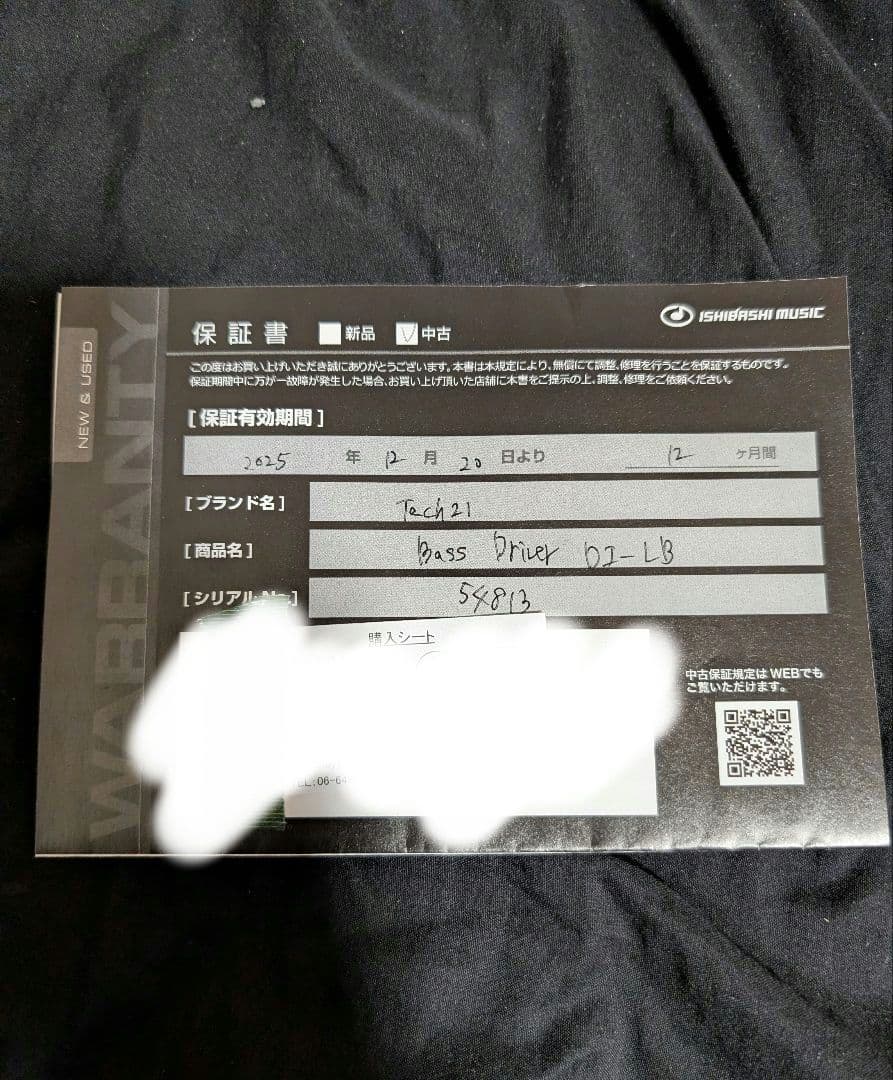 ISHIBASHI MUSIC
NEW & USED
WARRANTY
保証書 新品 中古
この度はお買い上げいただき誠にありがとうございます。本書は本規定により、無償にて調整、修理を行うことを保証するものです。
保証期間中に万が一故障が発生した場合、お買い上げ頂いた店舗に本書をご提示の上、調整、修理をご依頼ください。
[保証有効期間]
2025 年 12 月 20 日より 12 ヶ月間
[ブランド名] Tech21
[商品名] Bass Driver DI-LB
[シリアルNo.] 54813
購入シート
中古保証規定はWEBでも
ご覧いただけます。
:06-64